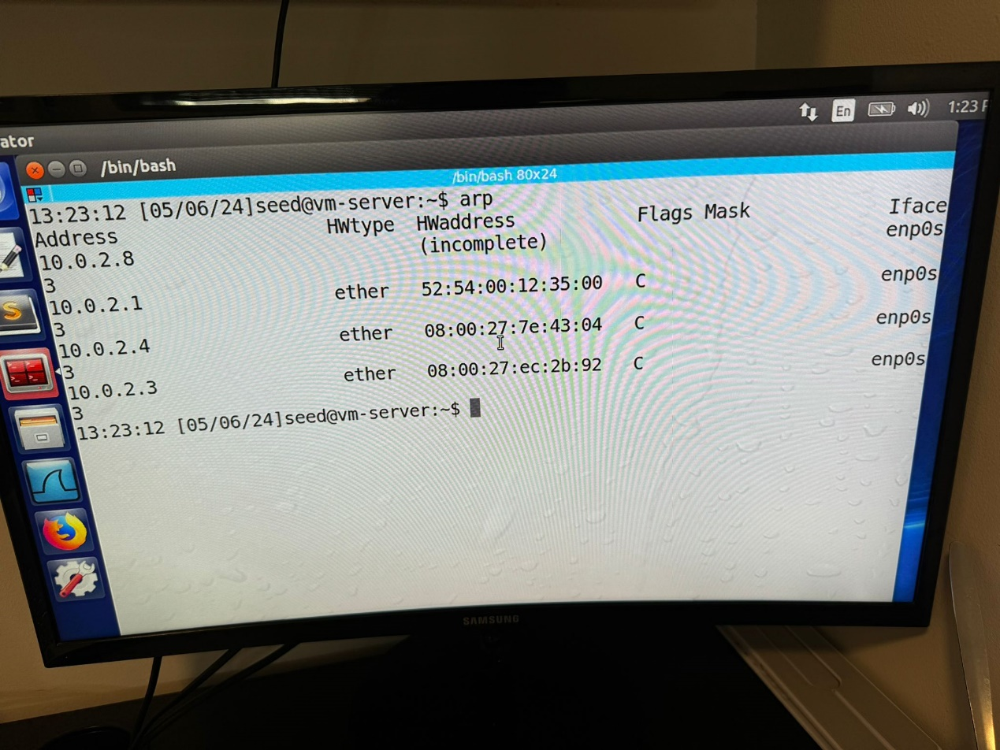 ator
En
1:23
/bin/bash
/bin/bash 80x24
13:23:12 [05/06/24]seed@vm-server:~$ arp
Address HWtype HWaddress Flags Mask Iface
10.0.2.8 (incomplete) enp0s
3
10.0.2.1 ether 52:54:00:12:35:00 C enp0s
3
10.0.2.4 ether 08:00:27:7e:43:04 C enp0s
3
10.0.2.3 ether 08:00:27:ec:2b:92 C enp0s
3
13:23:12 [05/06/24]seed@vm-server:~$
S
SAMSUNG